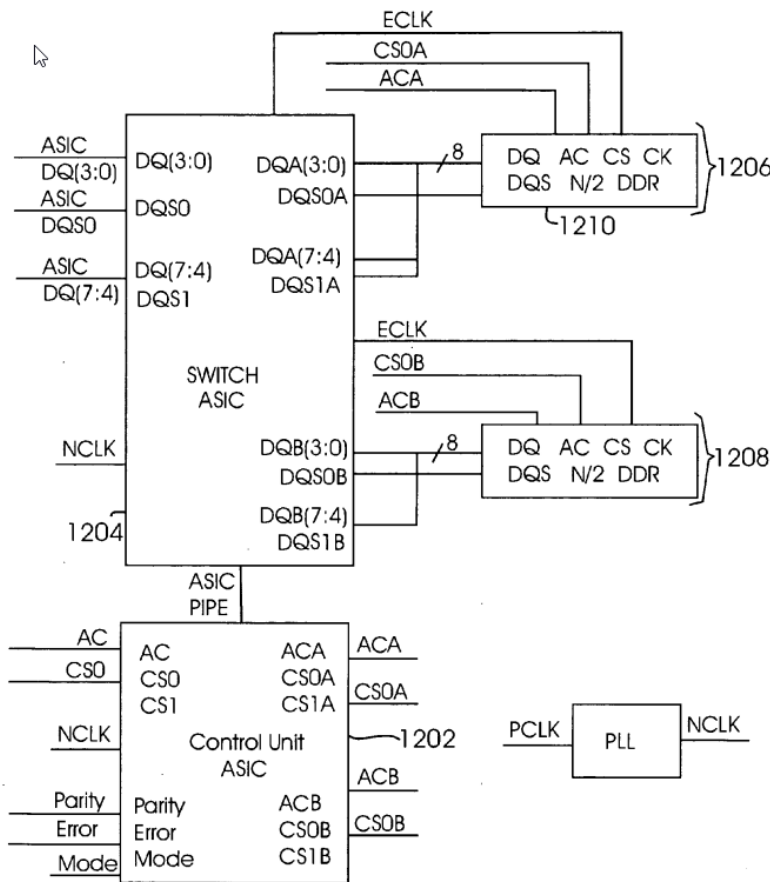 ECLK
CS0A
ACA
ASIC
DQ(3:0)
DQ(3:0)
DQA(3:0)
8
DQ AC CS CK
DQS N/2 DDR
1206
1210
ASIC
DQS0
DQS0
DQS0A
ASIC
DQ(7:4)
DQ(7:4)
DQS1
DQA(7:4)
DQS1A
ECLK
CS0B
ACB
SWITCH
ASIC
NCLK
DQB(3:0)
DQS0B
8
DQ AC CS CK
DQS N/2 DDR
1208
DQB(7:4)
DQS1B
1204
ASIC
PIPE
AC
CS0
AC
CS0
CS1
ACA
CS0A
CS1A
ACA
CS0A
NCLK
Control Unit
ASIC
1202
PCLK
PLL
NCLK
Parity
Error
Mode
Parity
Error
Mode
ACB
CS0B
CS1B
ACB
CS0B